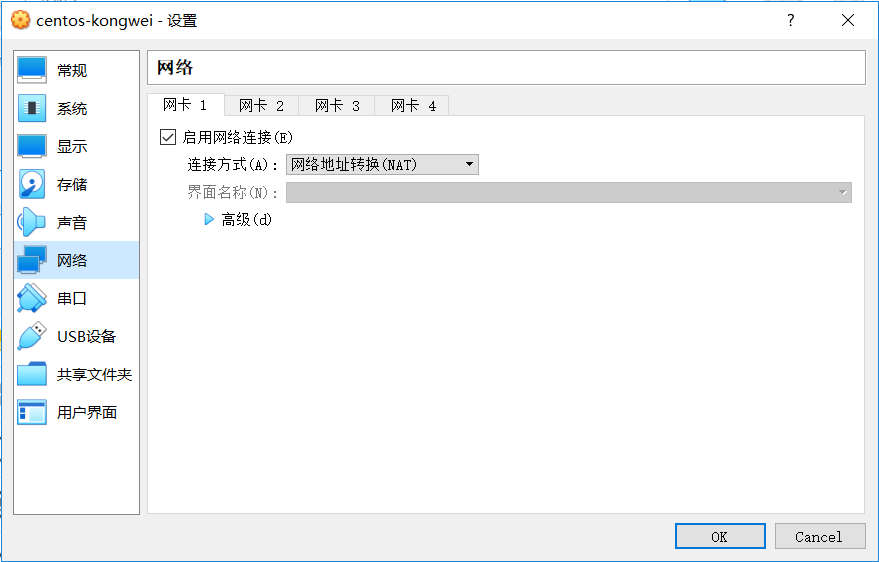 centos-kongwei - 设置
?
常规
系统
显示
存储
声音
网络
串口
USB设备
共享文件夹
用户界面
网络
网卡 1 网卡 2 网卡 3 网卡 4
启用网络连接(E)
连接方式(A): 网络地址转换(NAT)
界面名称(N):
高级(d)
OK Cancel